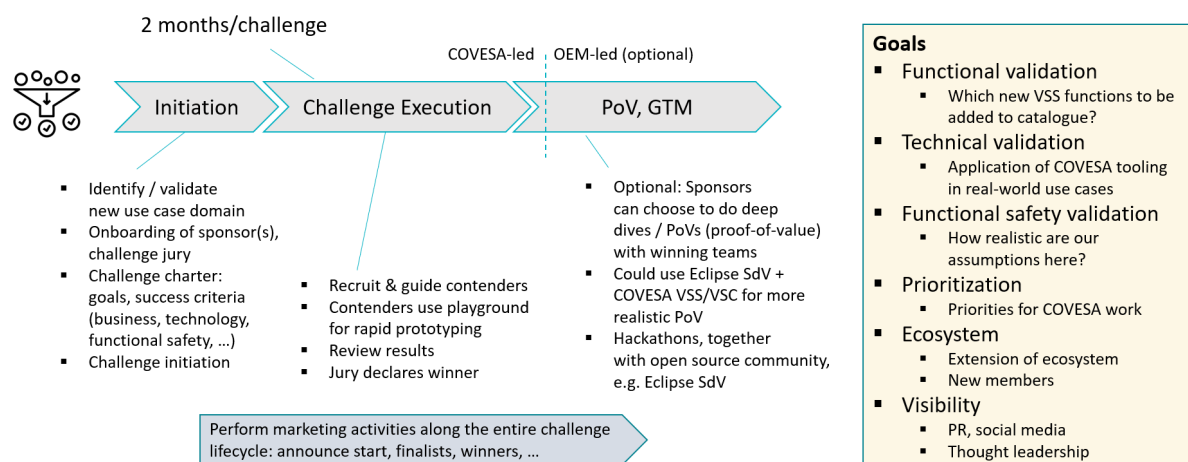 2 months/challenge
COVESA-led
OEM-led (optional)
Initiation
Challenge Execution
PoV, GTM
▪ Identify / validate
new use case domain
▪ Onboarding of sponsor(s),
challenge jury
▪ Challenge charter:
goals, success criteria
(business, technology,
functional safety, …)
▪ Challenge initiation
▪ Recruit & guide contenders
▪ Contenders use playground
for rapid prototyping
▪ Review results
▪ Jury declares winner
▪ Optional: Sponsors
can choose to do deep
dives / PoVs (proof-of-value)
with winning teams
▪ Could use Eclipse SdV +
COVESA VSS/VSC for more
realistic PoV
▪ Hackathons, together
with open source community,
e.g. Eclipse SdV
Perform marketing activities along the entire challenge
lifecycle: announce start, finalists, winners, …
Goals
▪ Functional validation
▪ Which new VSS functions to be
added to catalogue?
▪ Technical validation
▪ Application of COVESA tooling
in real-world use cases
▪ Functional safety validation
▪ How realistic are our
assumptions here?
▪ Prioritization
▪ Priorities for COVESA work
▪ Ecosystem
▪ Extension of ecosystem
▪ New members
▪ Visibility
▪ PR, social media
▪ Thought leadership